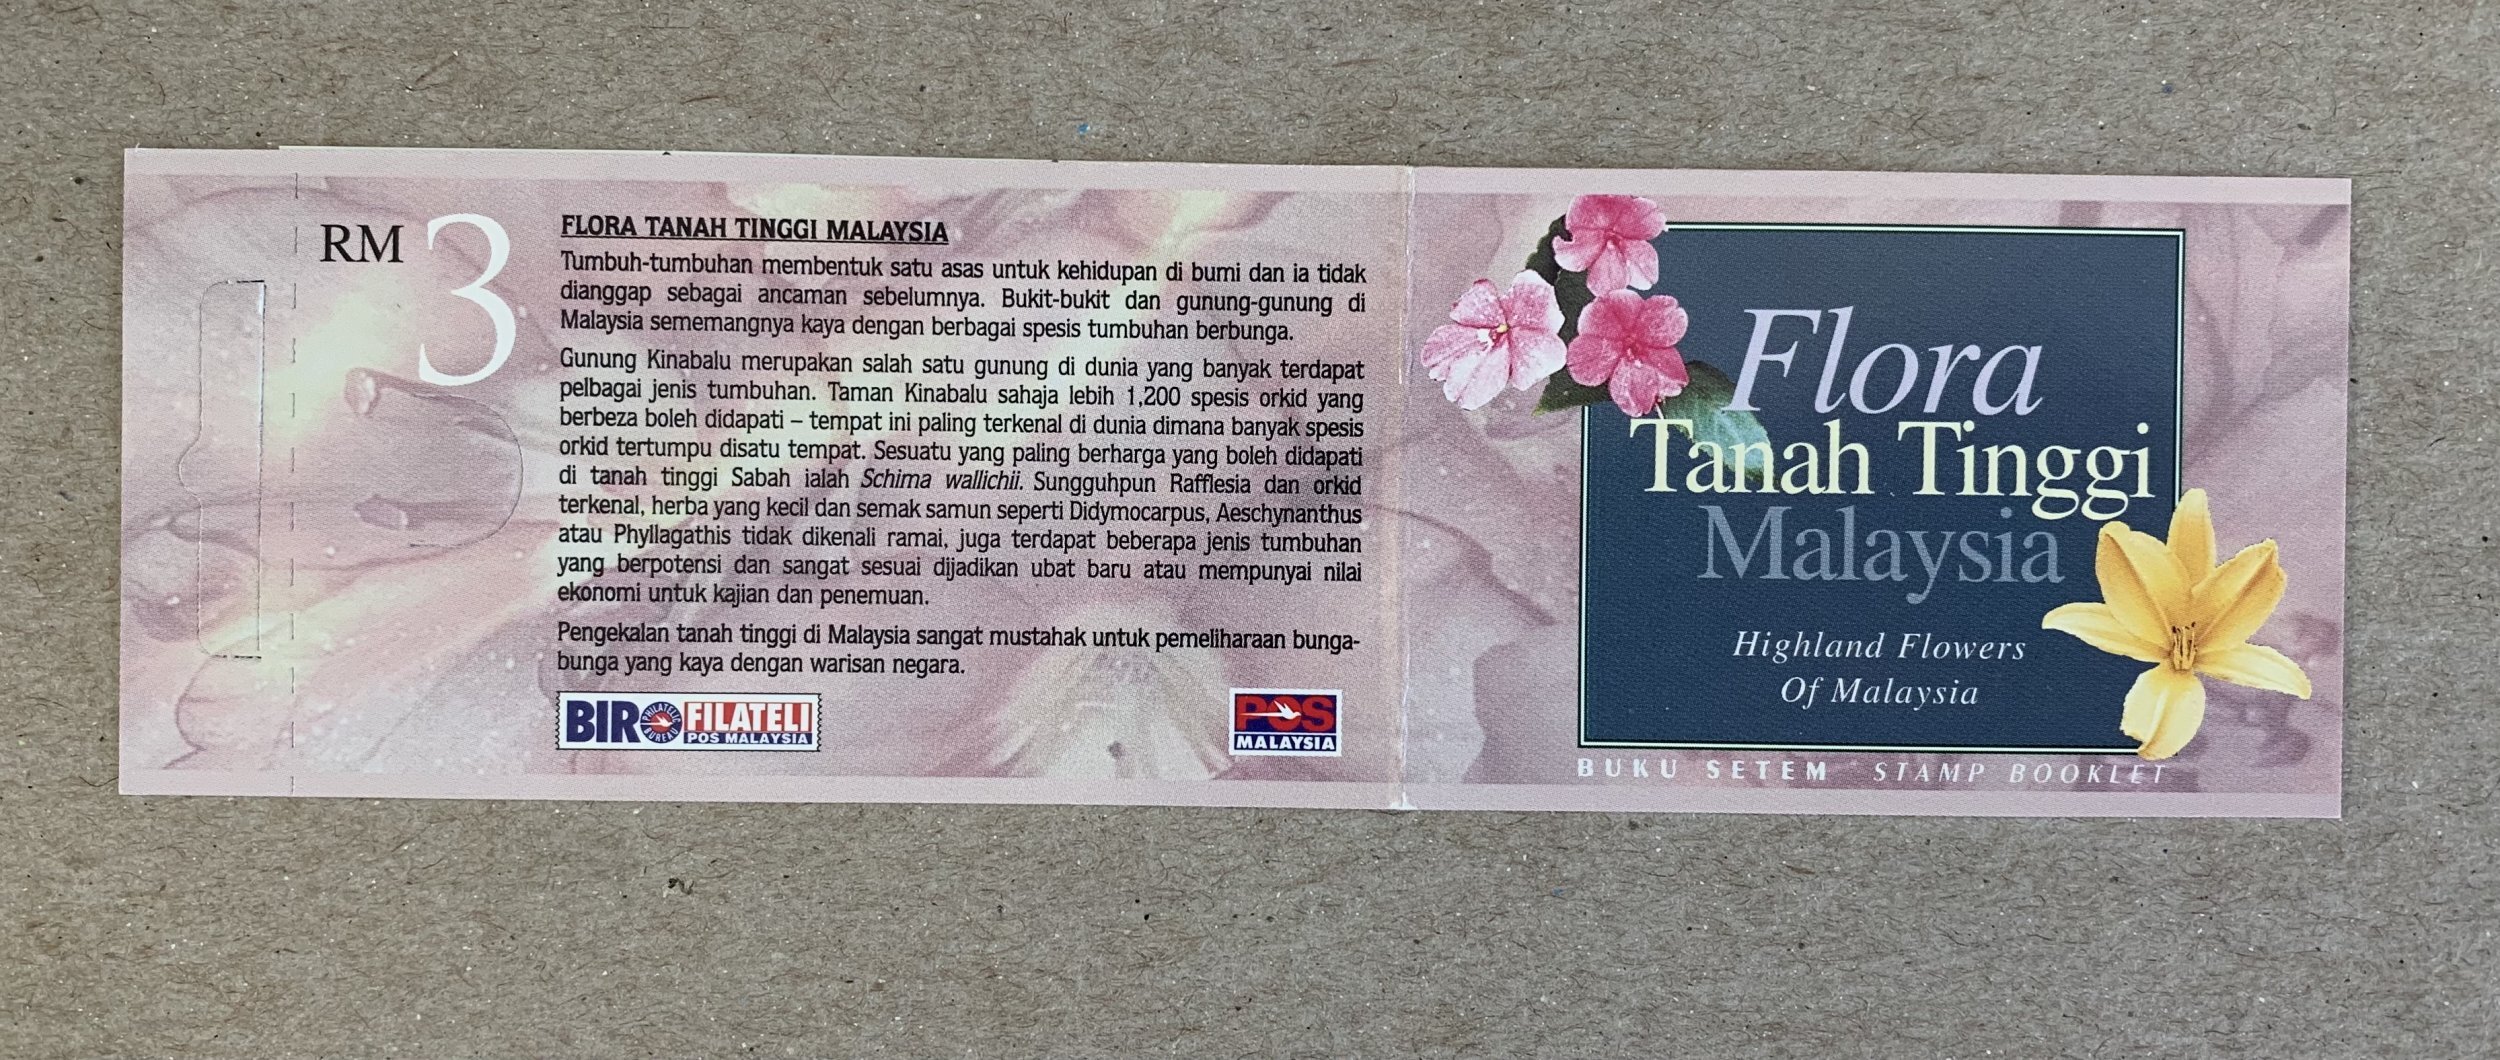 RM 3
FLORA TANAH TINGGI MALAYSIA
Tumbuh-tumbuhan membentuk satu asas untuk kehidupan di bumi dan ia tidak
dianggap sebagai ancaman sebelumnya. Bukit-bukit dan gunung-gunung di
Malaysia sememangnya kaya dengan berbagai spesis tumbuhan berbunga.
Gunung Kinabalu merupakan salah satu gunung di dunia yang banyak terdapat
pelbagai jenis tumbuhan. Taman Kinabalu sahaja lebih 1,200 spesis orkid yang
berbeza boleh didapati – tempat ini paling terkenal di dunia dimana banyak spesis
orkid tertumpu disatu tempat. Sesuatu yang paling berharga yang boleh didapati
di tanah tinggi Sabah ialah Schima wallichii. Sungguhpun Rafflesia dan orkid
terkenal, herba yang kecil dan semak samun seperti Didymocarpus, Aeschynanthus
atau Phyllagathis tidak dikenali ramai, juga terdapat beberapa jenis tumbuhan
yang berpotensi dan sangat sesuai dijadikan ubat baru atau mempunyai nilai
ekonomi untuk kajian dan penemuan.
Pengekalan tanah tinggi di Malaysia sangat mustahak untuk pemeliharaan bunga-
bunga yang kaya dengan warisan negara.
BIRO FILATELI
PHILATELIC BUREAU
POS MALAYSIA
POS
MALAYSIA
Flora
Tanah Tinggi
Malaysia
Highland Flowers
Of Malaysia
BUKU SETEM STAMP BOOKLET